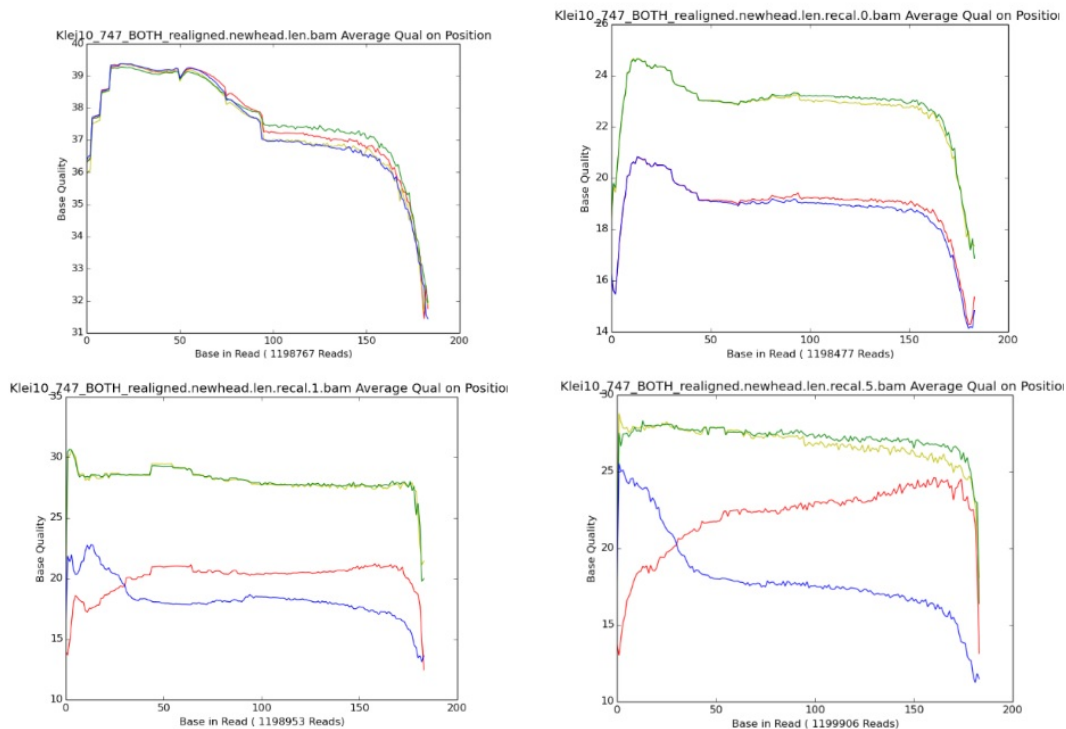 Klei10_747_BOTH_realigned.newhead.len.bam Average Qual on Position
40
39
38
37
36
35
34
33
32
31
Base Quality
0 50 100 150 200
Base in Read ( 1198767 Reads)
Klei10_747_BOTH_realigned.newhead.len.recal.0.bam Average Qual on Position
26
24
22
20
18
16
14
Base Quality
0 50 100 150 200
Base in Read ( 1198477 Reads)
Klei10_747_BOTH_realigned.newhead.len.recal.1.bam Average Qual on Position
35
30
25
20
15
10
Base Quality
0 50 100 150 200
Base in Read ( 1198953 Reads)
Klei10_747_BOTH_realigned.newhead.len.recal.5.bam Average Qual on Position
30
25
20
15
10
Base Quality
0 50 100 150 200
Base in Read ( 1199906 Reads)